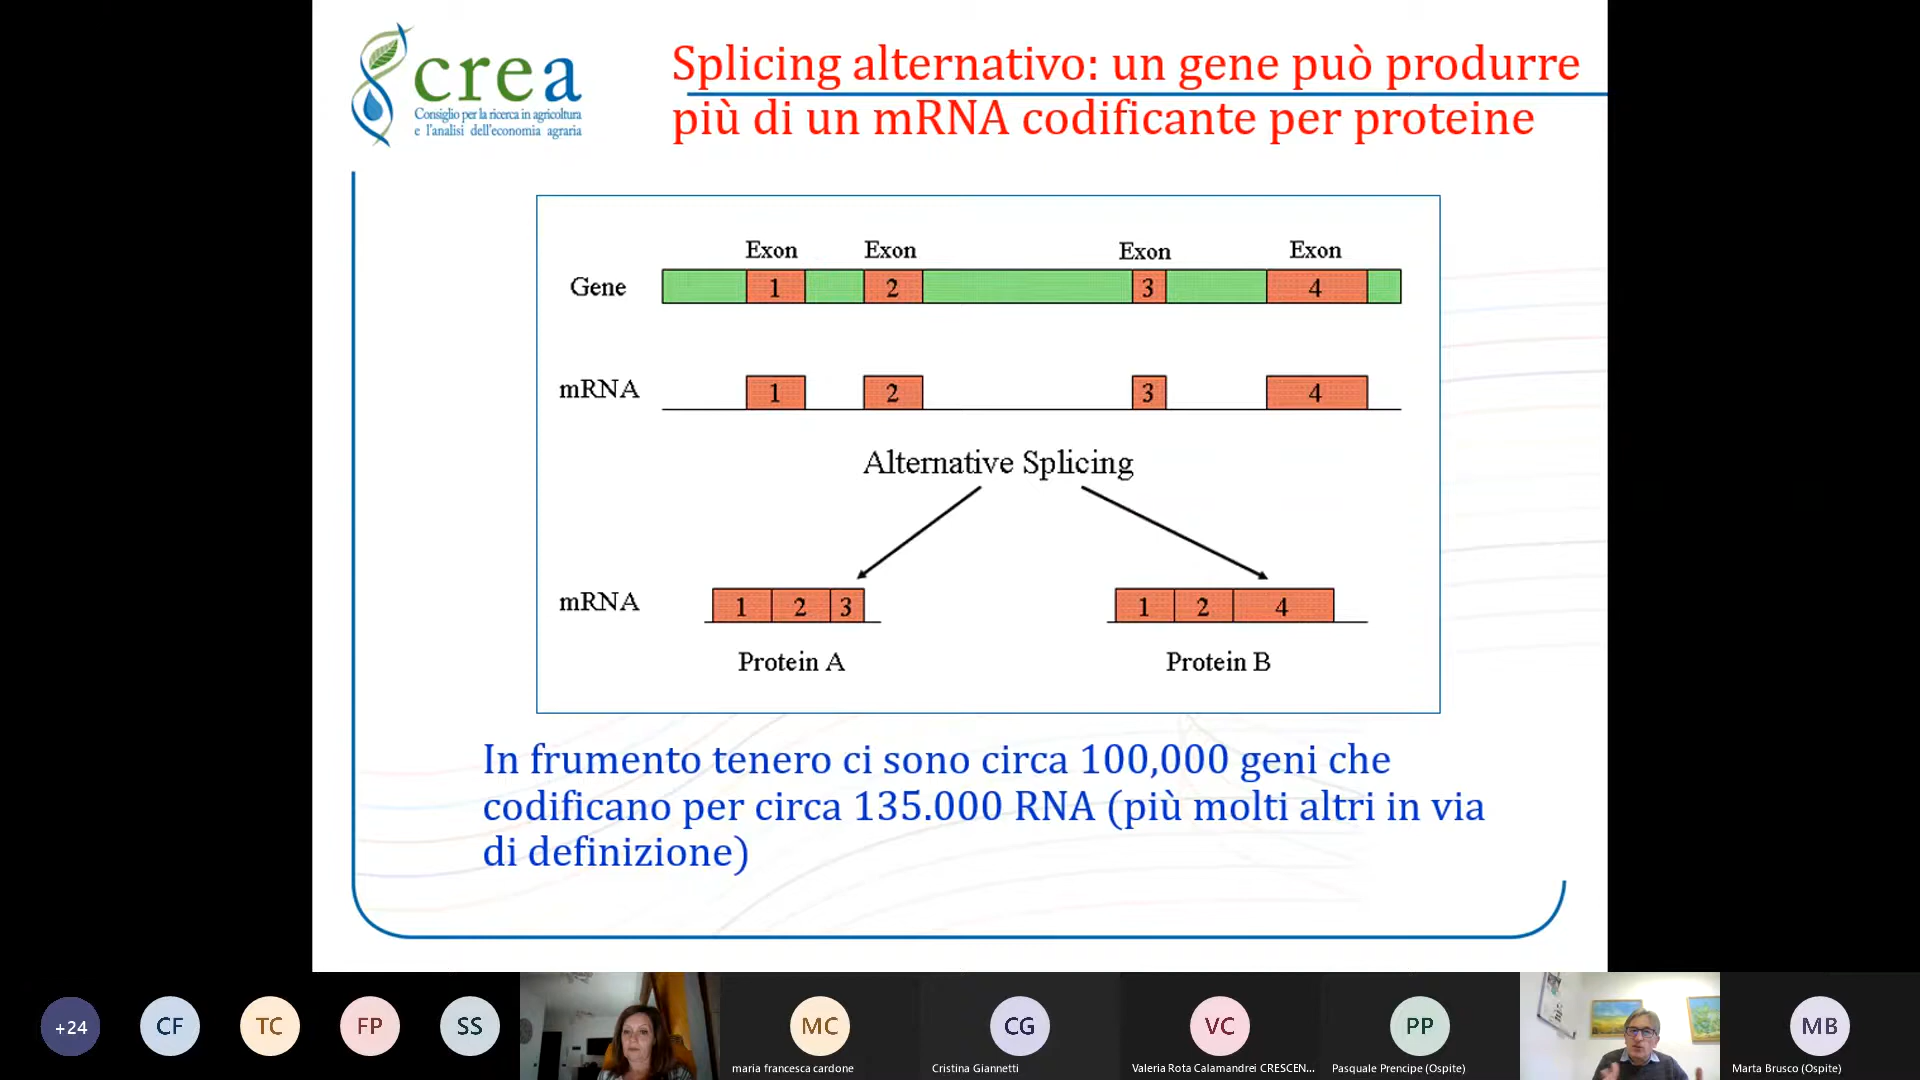 crea
Consiglio per la ricerca in agricoltura
e l'analisi dell'economia agraria
Splicing alternativo: un gene può produrre
più di un mRNA codificante per proteine
Exon Exon Exon Exon
Gene 1 2 3 4
mRNA 1 2 3 4
Alternative Splicing
mRNA 1 2 3 1 2 4
Protein A Protein B
In frumento tenero ci sono circa 100,000 geni che
codificano per circa 135.000 RNA (più molti altri in via
di definizione)
+24 CF TC FP SS MC CG VC PP MB
maria francesca cardone Cristina Giannetti Valeria Rota Calamandrei CRESCEN... Pasquale Prencipe (Ospite) Marta Brusco (Ospite)